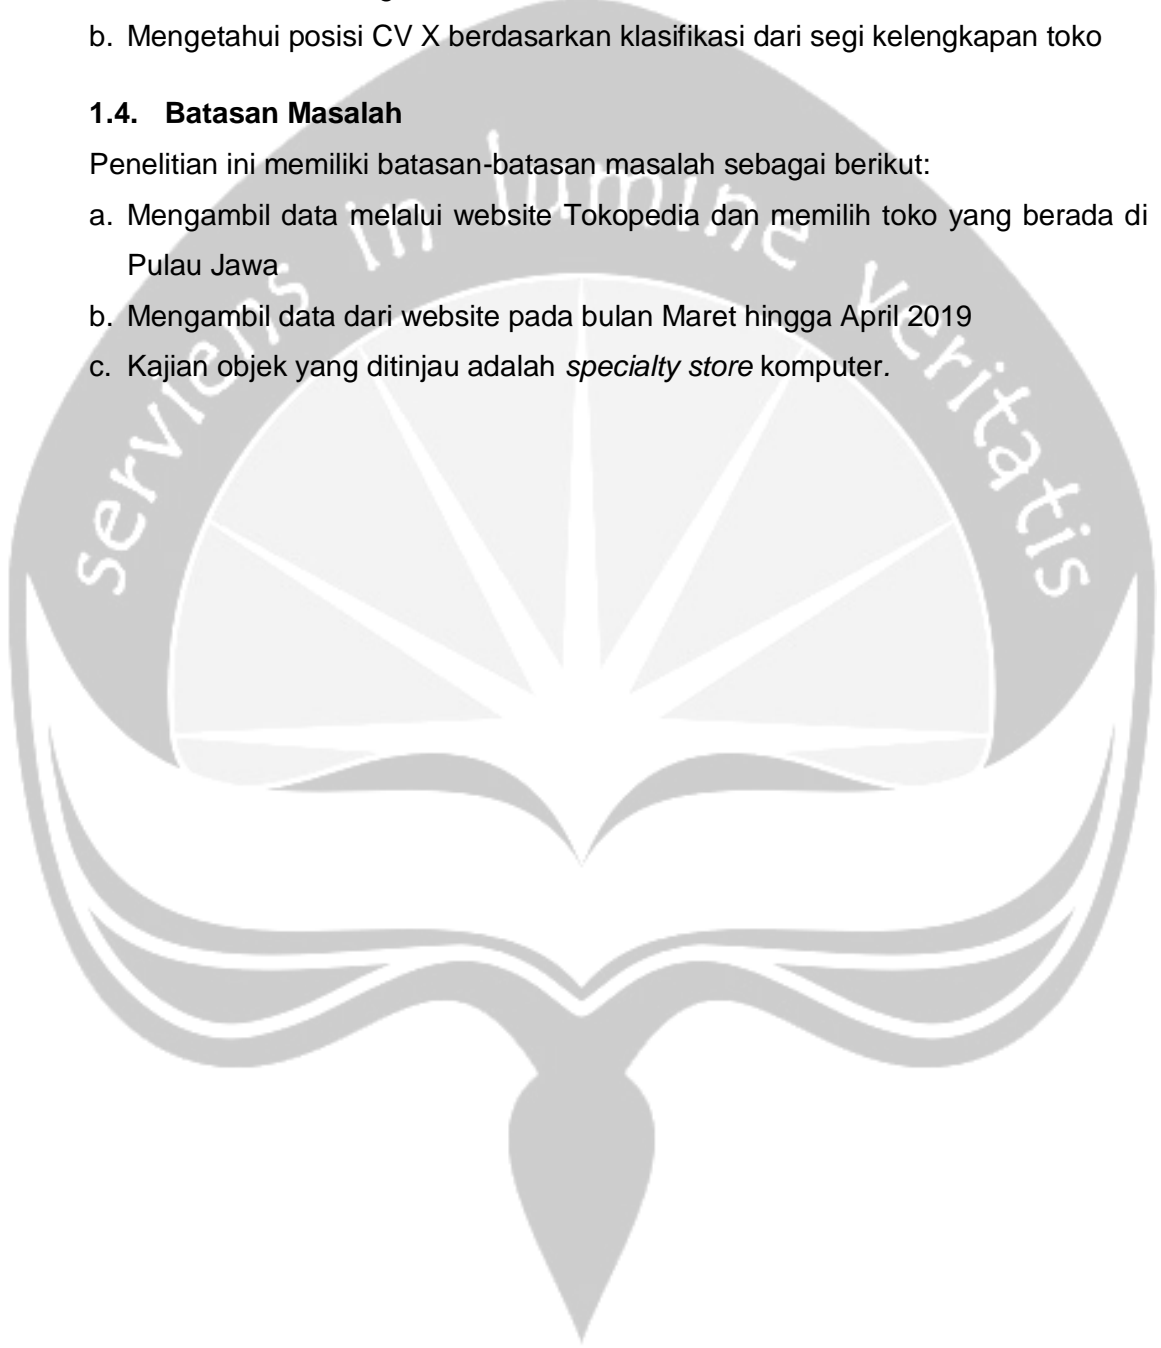 b. Mengetahui posisi CV X berdasarkan klasifikasi dari segi kelengkapan toko
1.4. Batasan Masalah
Penelitian ini memiliki batasan-batasan masalah sebagai berikut:
a. Mengambil data melalui website Tokopedia dan memilih toko yang berada di
Pulau Jawa
b. Mengambil data dari website pada bulan Maret hingga April 2019
c. Kajian objek yang ditinjau adalah specialty store komputer.
serviens in lumine veritatis